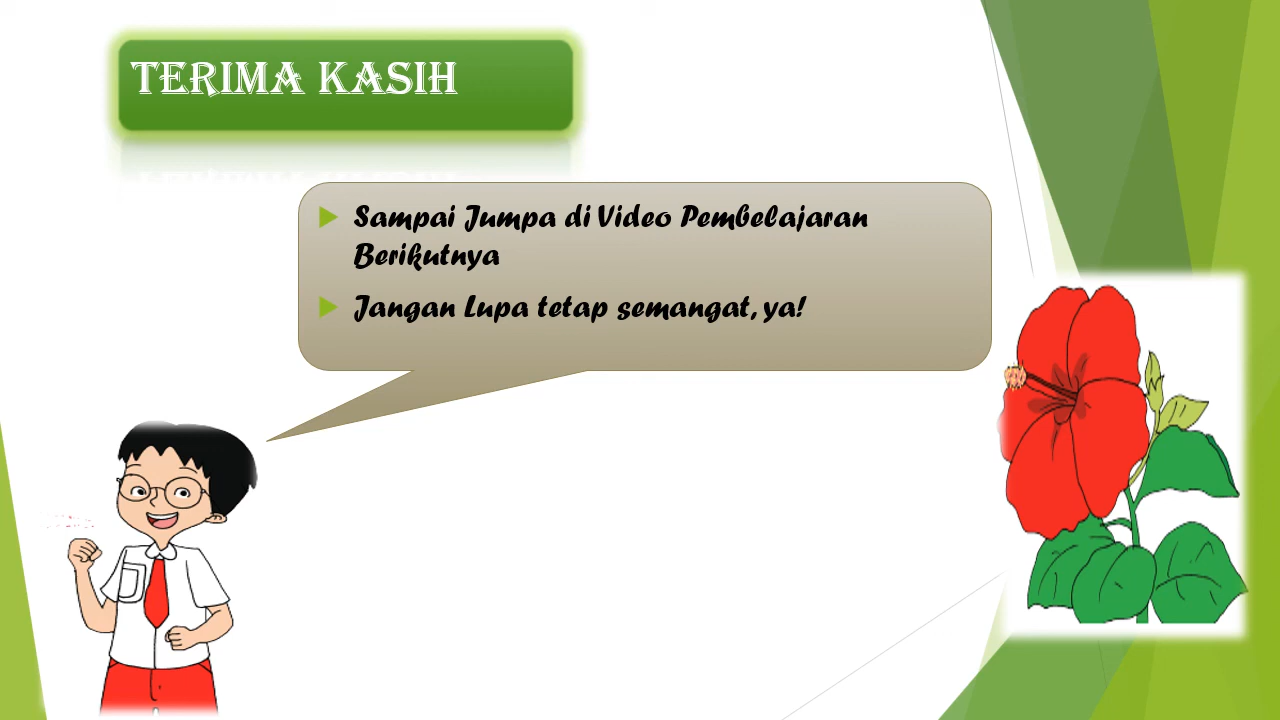 TERIMA KASIH
Sampai Jumpa di Video Pembelajaran
Berikutnya
Jangan Lupa tetap semangat, ya!